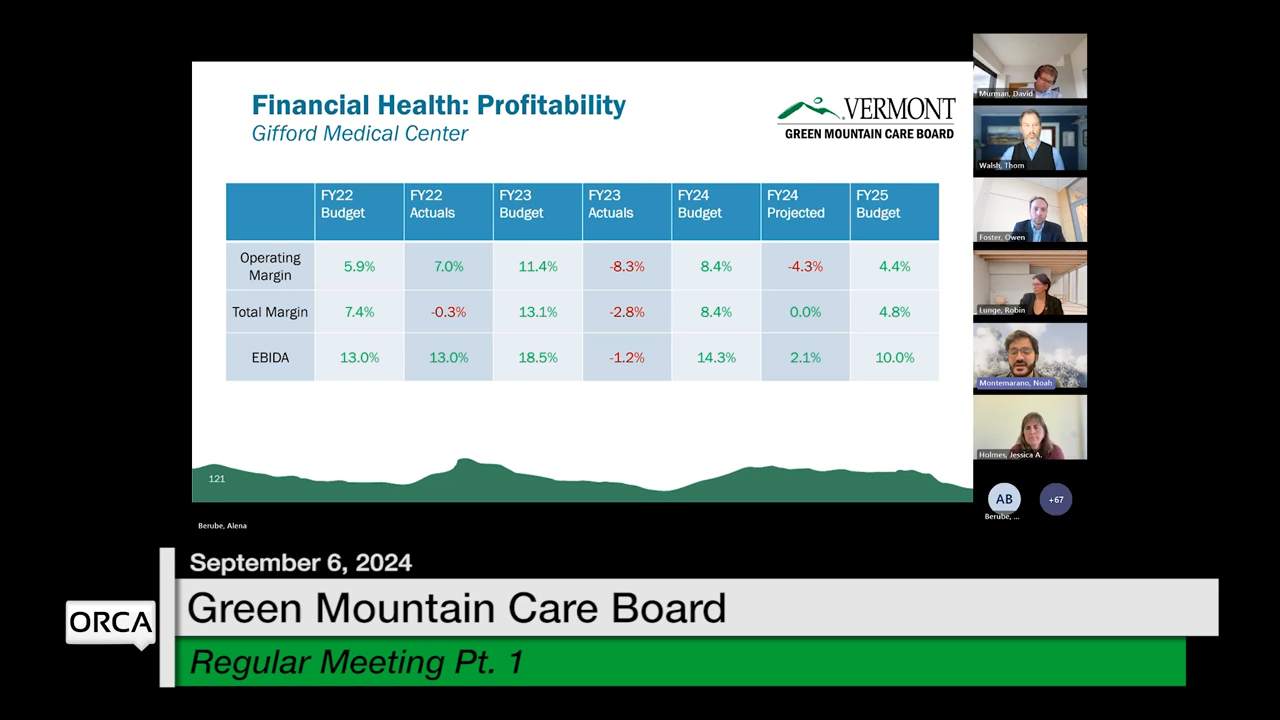 Financial Health: Profitability
Gifford Medical Center
VERMONT
GREEN MOUNTAIN CARE BOARD
FY22 Budget FY22 Actuals FY23 Budget FY23 Actuals FY24 Budget FY24 Projected FY25 Budget
Operating Margin 5.9% 7.0% 11.4% -8.3% 8.4% -4.3% 4.4%
Total Margin 7.4% -0.3% 13.1% -2.8% 8.4% 0.0% 4.8%
EBIDA 13.0% 13.0% 18.5% -1.2% 14.3% 2.1% 10.0%
121
Murman, David
Walsh, Thom
Foster, Owen
Lunge, Robin
Montemarano, Noah
Holmes, Jessica A.
AB
+67
Berube, ...
Berube, Alena
September 6, 2024
ORCA
Green Mountain Care Board
Regular Meeting Pt. 1